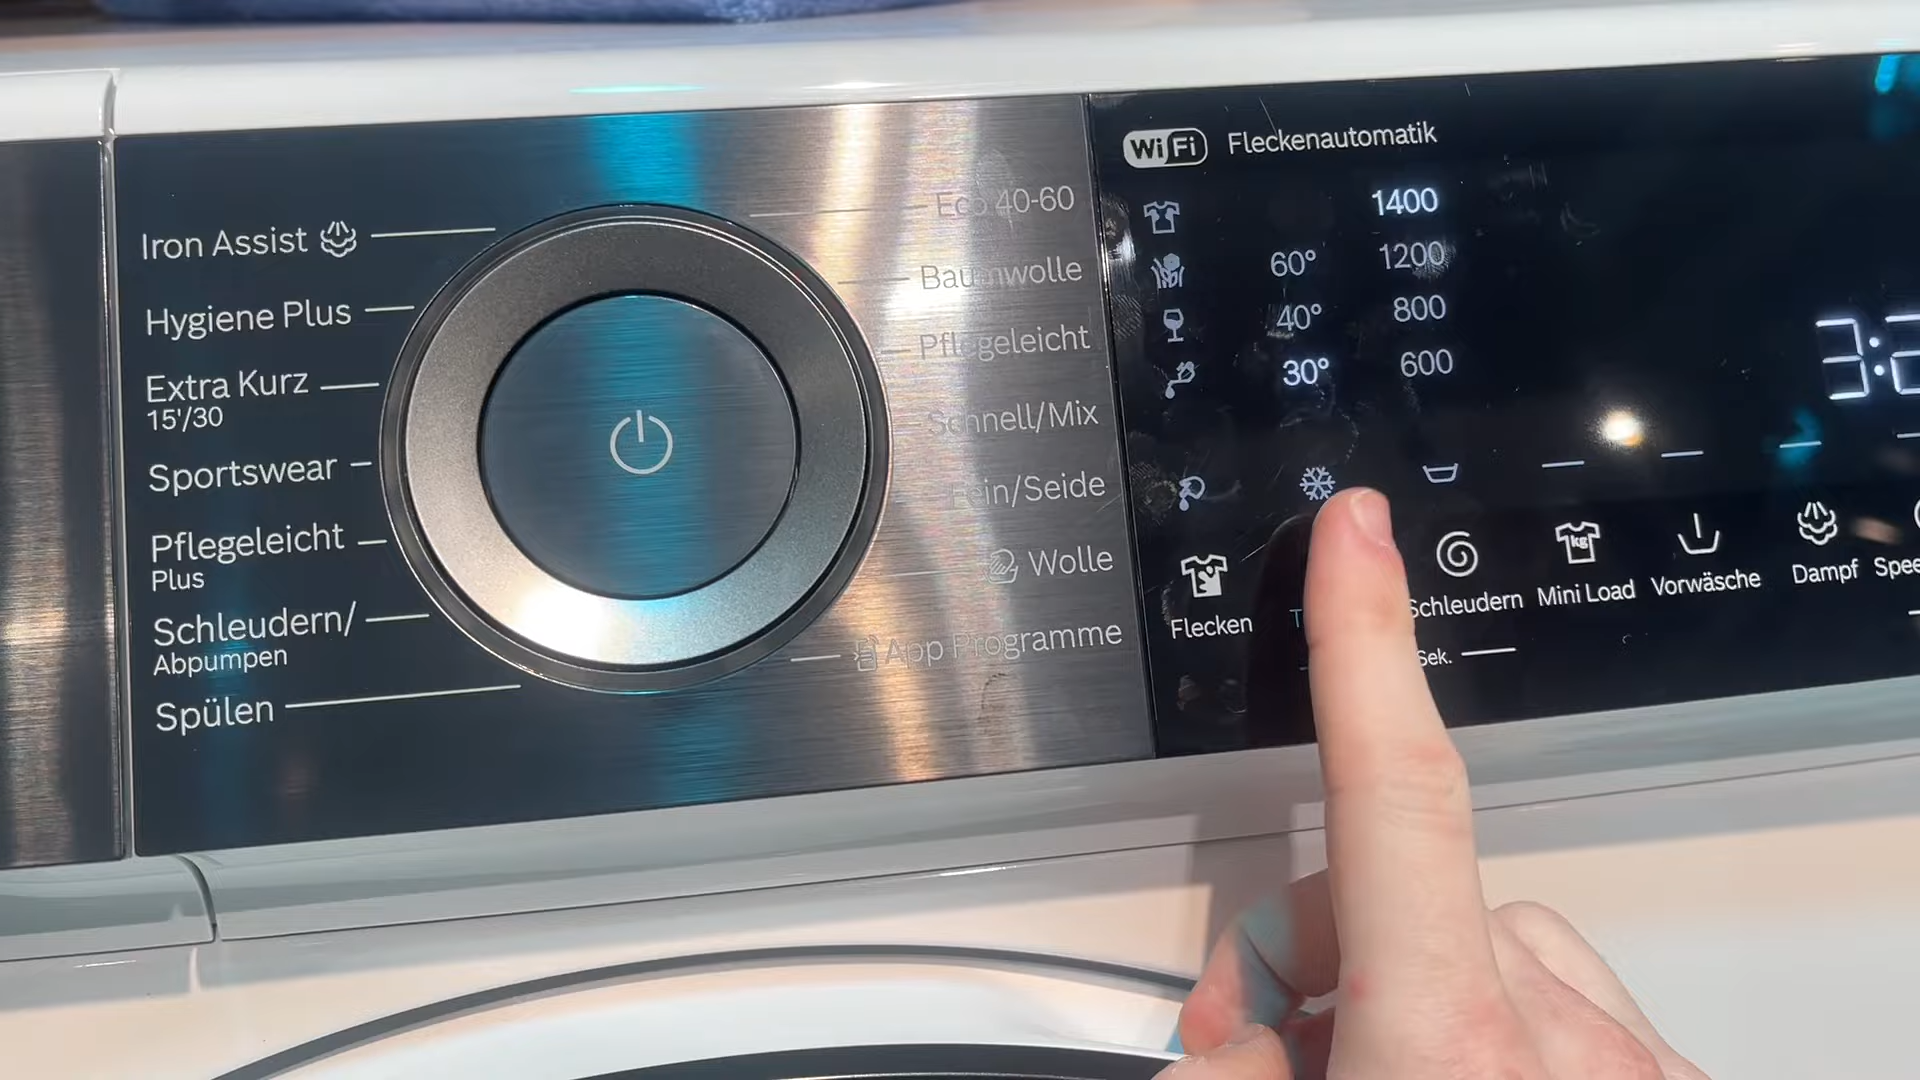 Iron Assist
Hygiene Plus
Extra Kurz
15'/30
Sportswear
Pflegeleicht
Plus
Schleudern/
Abpumpen
Spülen
Eco 40-60
Baumwolle
Pflegeleicht
Schnell/Mix
Fein/Seide
Wolle
App Programme
WiFi Fleckenautomatik
1400
60° 1200
40° 800
30° 600
kg
Flecken
Schleudern
Mini Load
Vorwäsche
Dampf
Sek.